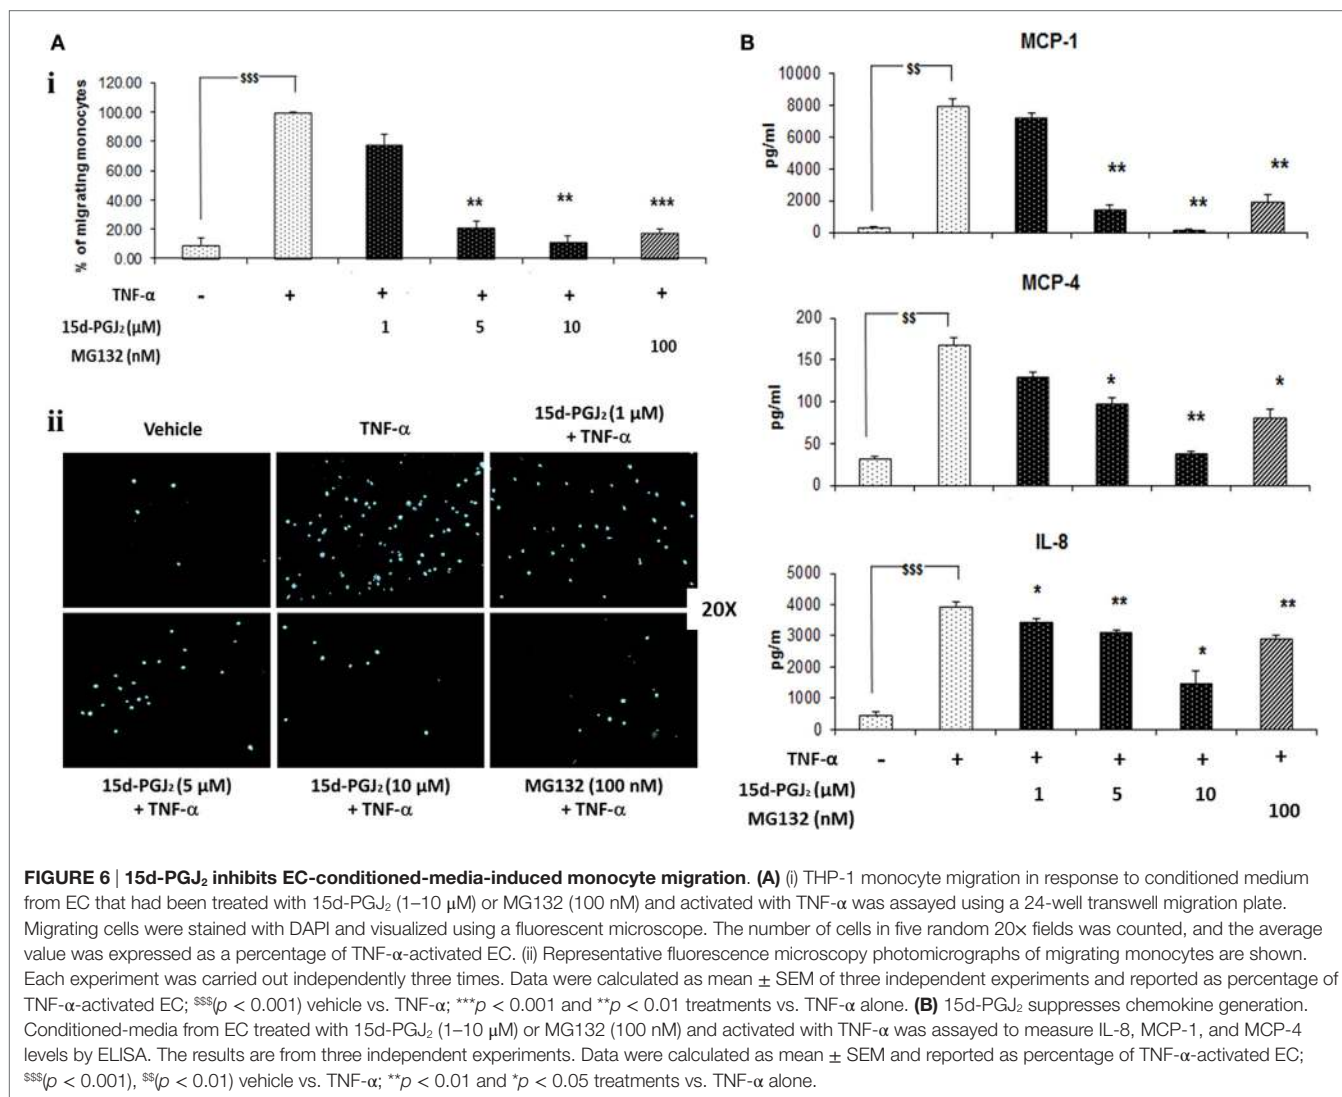 A
i
% of migrating monocytes
120.00
100.00
80.00
60.00
40.00
20.00
0.00
$$$
** ** ***
TNF-α - + + + + +
15d-PGJ₂ (μM) 1 5 10
MG132 (nM) 100
ii
Vehicle
TNF-α
15d-PGJ₂ (1 μM)
+ TNF-α
20X
15d-PGJ₂ (5 μM)
+ TNF-α
15d-PGJ₂ (10 μM)
+ TNF-α
MG132 (100 nM)
+ TNF-α
B
MCP-1
pg/ml
10000
8000
6000
4000
2000
0
$$
** ** **
MCP-4
pg/ml
200
150
100
50
0
$$
* ** *
IL-8
pg/m
5000
4000
3000
2000
1000
0
$$$
* ** * **
TNF-α - + + + + +
15d-PGJ₂ (μM) 1 5 10
MG132 (nM) 100
FIGURE 6 | 15d-PGJ₂ inhibits EC-conditioned-media-induced monocyte migration. (A) (i) THP-1 monocyte migration in response to conditioned medium
from EC that had been treated with 15d-PGJ₂ (1–10 μM) or MG132 (100 nM) and activated with TNF-α was assayed using a 24-well transwell migration plate.
Migrating cells were stained with DAPI and visualized using a fluorescent microscope. The number of cells in five random 20× fields was counted, and the average
value was expressed as a percentage of TNF-α-activated EC. (ii) Representative fluorescence microscopy photomicrographs of migrating monocytes are shown.
Each experiment was carried out independently three times. Data were calculated as mean ± SEM of three independent experiments and reported as percentage of
TNF-α-activated EC; $$$(p < 0.001) vehicle vs. TNF-α; ***p < 0.001 and **p < 0.01 treatments vs. TNF-α alone. (B) 15d-PGJ₂ suppresses chemokine generation.
Conditioned-media from EC treated with 15d-PGJ₂ (1–10 μM) or MG132 (100 nM) and activated with TNF-α was assayed to measure IL-8, MCP-1, and MCP-4
levels by ELISA. The results are from three independent experiments. Data were calculated as mean ± SEM and reported as percentage of TNF-α-activated EC;
$$$(p < 0.001), $$(p < 0.01) vehicle vs. TNF-α; **p < 0.01 and *p < 0.05 treatments vs. TNF-α alone.